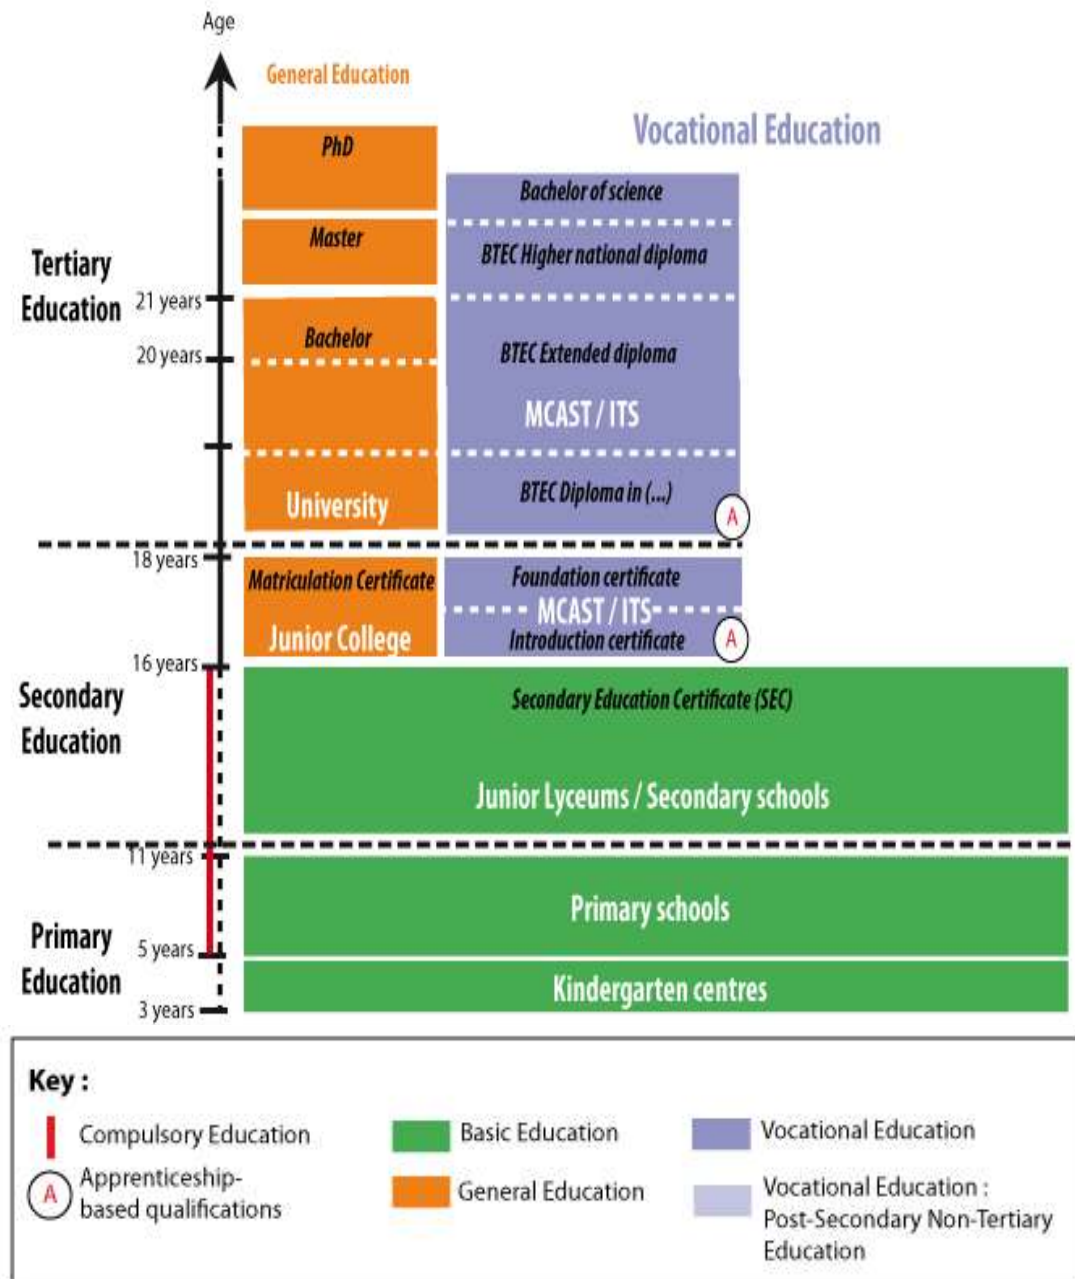 Age
General Education
Vocational Education
PhD
Bachelor of science
Master
BTEC Higher national diploma
Tertiary
Education
21 years
Bachelor
20 years
BTEC Extended diploma
MCAST / ITS
BTEC Diploma in (...)
University
A
18 years
Matriculation Certificate
Foundation certificate
MCAST / ITS
Junior College
Introduction certificate
A
16 years
Secondary
Education
Secondary Education Certificate (SEC)
Junior Lyceums / Secondary schools
11 years
Primary schools
Primary
Education
5 years
Kindergarten centres
3 years
Key :
Compulsory Education
Basic Education
Vocational Education
A
Apprenticeship-
based qualifications
General Education
Vocational Education :
Post-Secondary Non-Tertiary
Education